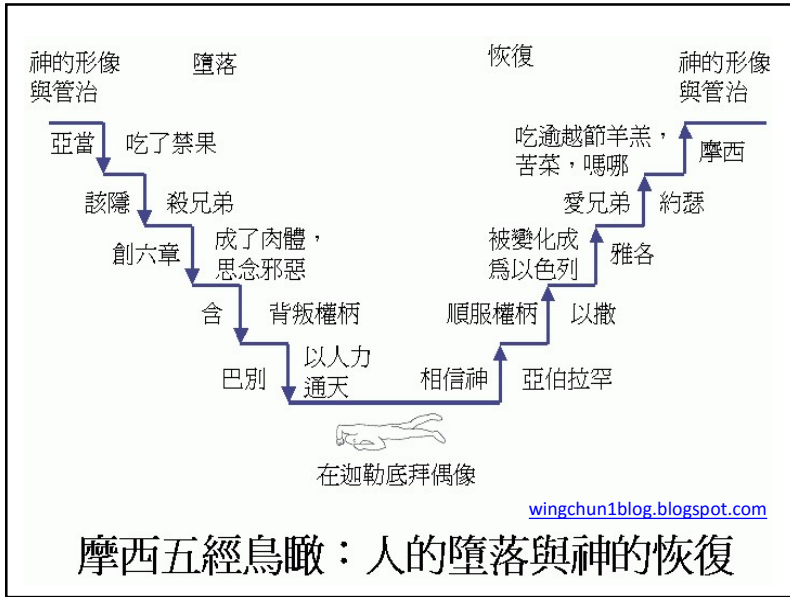 神的形像
與管治
墮落
恢復
神的形像
與管治
亞當
吃了禁果
吃逾越節羊羔，
苦菜，嗎哪
摩西
該隱
殺兄弟
愛兄弟
約瑟
創六章
成了肉體，
思念邪惡
被變化成
爲以色列
雅各
含
背叛權柄
順服權柄
以撒
巴別
以人力
通天
相信神
亞伯拉罕
在迦勒底拜偶像
wingchun1blog.blogspot.com
摩西五經鳥瞰：人的墮落與神的恢復